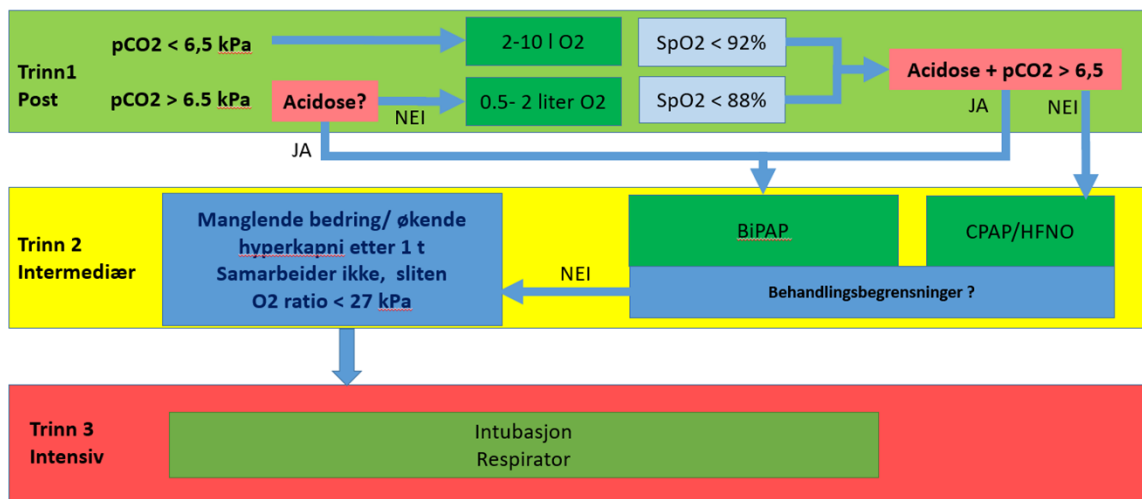 Trinn1
Post
pCO2 < 6,5 kPa
2-10 l O2
SpO2 < 92%
Acidose + pCO2 > 6,5
pCO2 > 6.5 kPa
Acidose?
NEI
0.5- 2 liter O2
SpO2 < 88%
JA
NEI
JA
Trinn 2
Intermediær
Manglende bedring/ økende
hyperkapni etter 1 t
Samarbeider ikke,  sliten
O2 ratio < 27 kPa
NEI
BiPAP
CPAP/HFNO
Behandlingsbegrensninger ?
Trinn 3
Intensiv
Intubasjon
Respirator